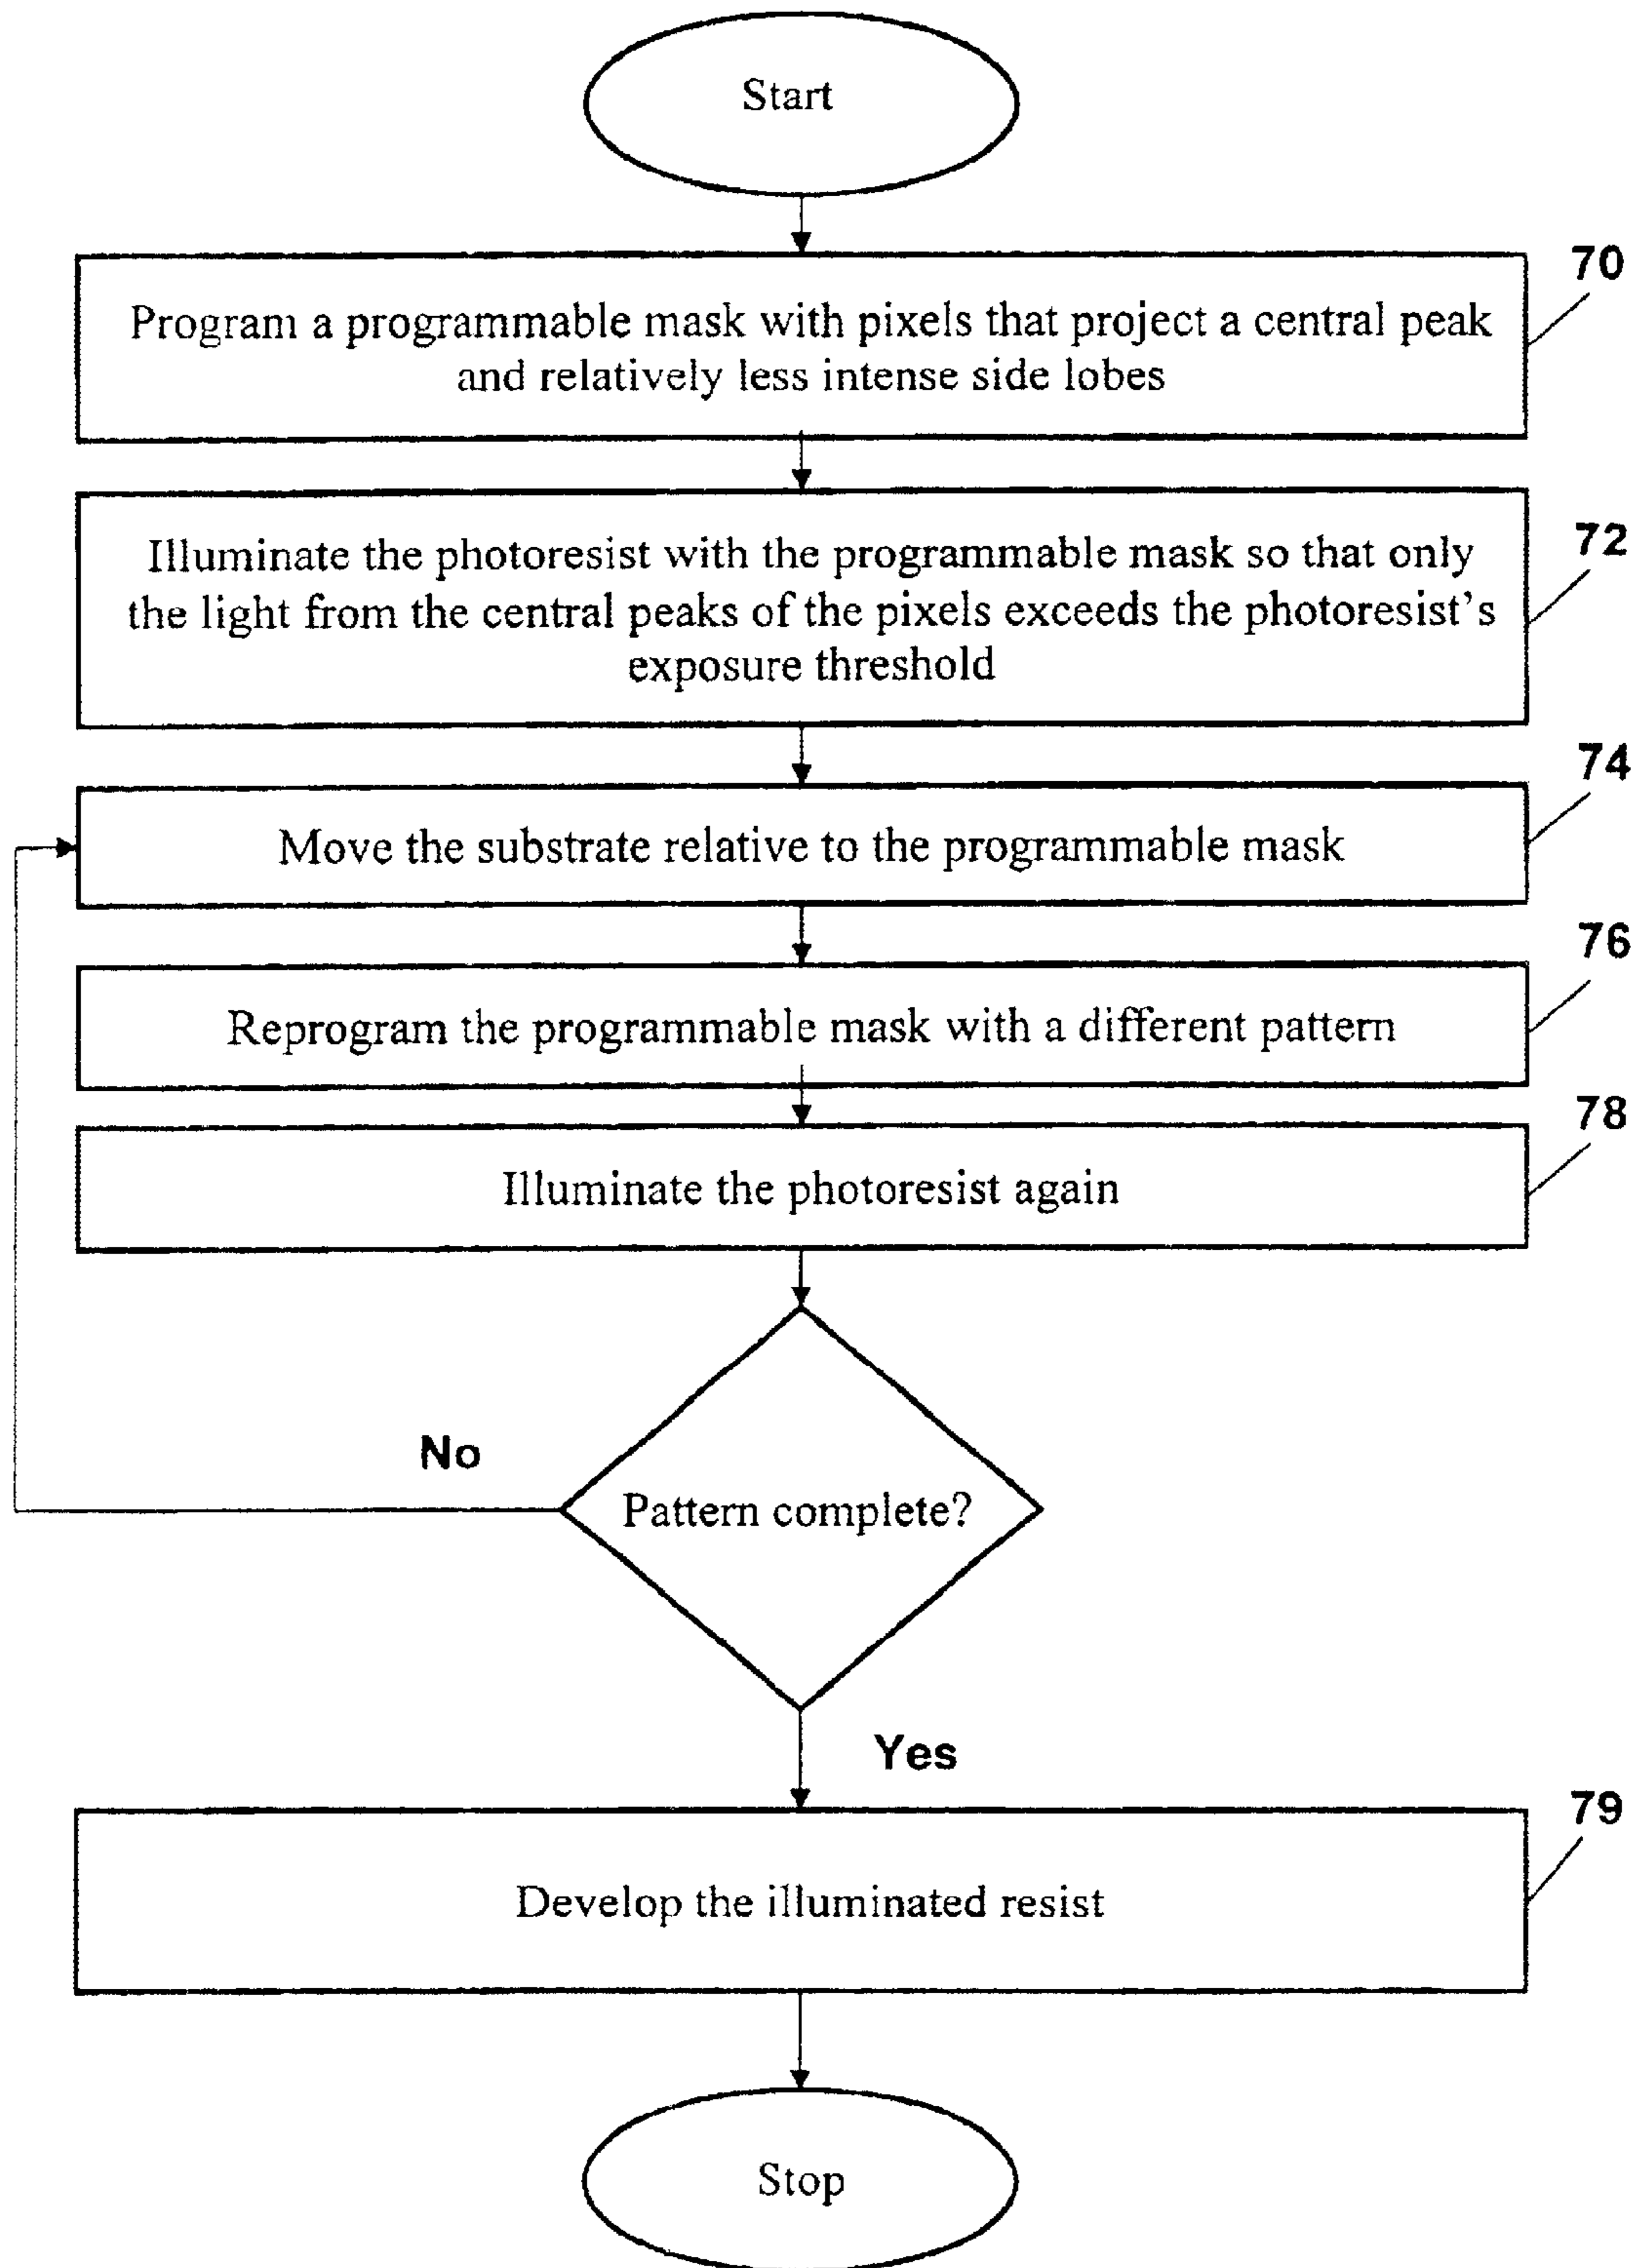 Start
70
Program a programmable mask with pixels that project a central peak
and relatively less intense side lobes
72
Illuminate the photoresist with the programmable mask so that only
the light from the central peaks of the pixels exceeds the photoresist's
exposure threshold
74
Move the substrate relative to the programmable mask
76
Reprogram the programmable mask with a different pattern
78
Illuminate the photoresist again
No
Pattern complete?
Yes
79
Develop the illuminated resist
Stop